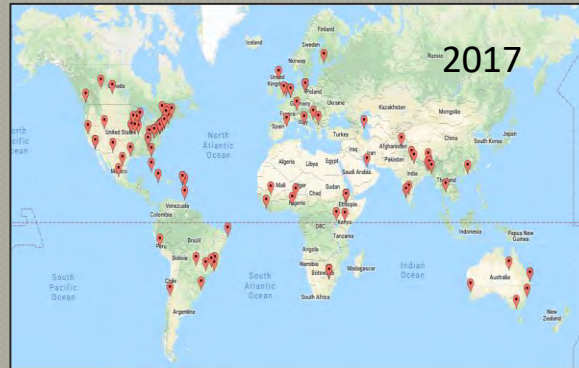 2017
Iceland
Finland
Sweden
Norway
Russia
United
Kingdom
Poland
Germany
Ukraine
Kazakhstan
Mongolia
Spain
Turkey
Afghanistan
China
Japan
South Korea
Iraq
Iran
Pakistan
United States
North
Atlantic
Ocean
Algeria
Libya
Egypt
Saudi Arabia
India
Thailand
Mexico
Mali
Niger
Chad
Sudan
Nigeria
Ethiopia
Venezuela
Colombia
DRC
Kenya
Tanzania
Indonesia
Papua New
Guinea
Peru
Brazil
Bolivia
Angola
Namibia
Botswana
Madagascar
Indian
Ocean
Australia
South
Pacific
Ocean
Chile
South
Atlantic
Ocean
South Africa
Argentina
New
Zealand